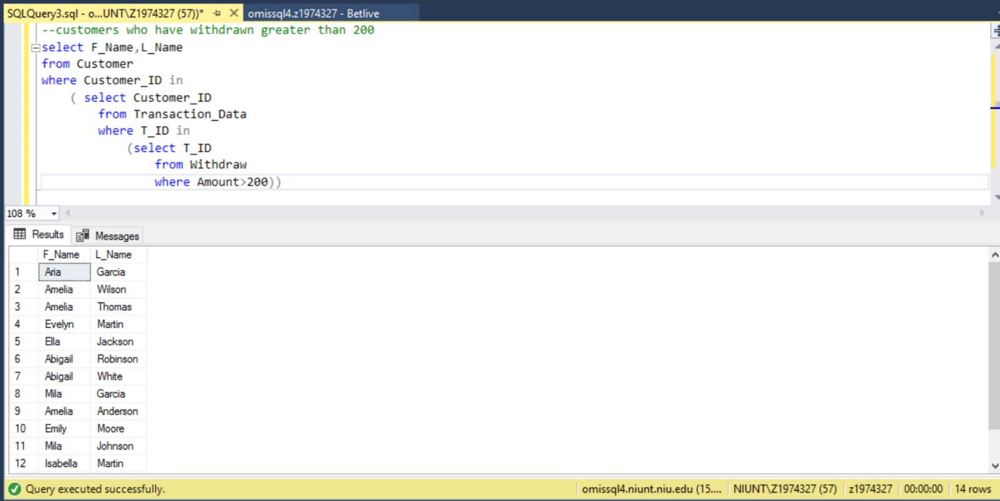 SQLQuery3.sql - o...UNT\Z1974327 (57))* omissql4.z1974327 - Betlive
--customers who have withdrawn greater than 200
select F_Name,L_Name
from Customer
where Customer_ID in
( select Customer_ID
from Transaction_Data
where T_ID in
(select T_ID
from Withdraw
where Amount>200))
108 %
Results Messages
F_Name L_Name
1 Aria Garcia
2 Amelia Wilson
3 Amelia Thomas
4 Evelyn Martin
5 Ella Jackson
6 Abigail Robinson
7 Abigail White
8 Mila Garcia
9 Amelia Anderson
10 Emily Moore
11 Mila Johnson
12 Isabella Martin
Query executed successfully. omissql4.niunt.niu.edu (15.... NIUNT\Z1974327 (57) z1974327 00:00:00 14 rows